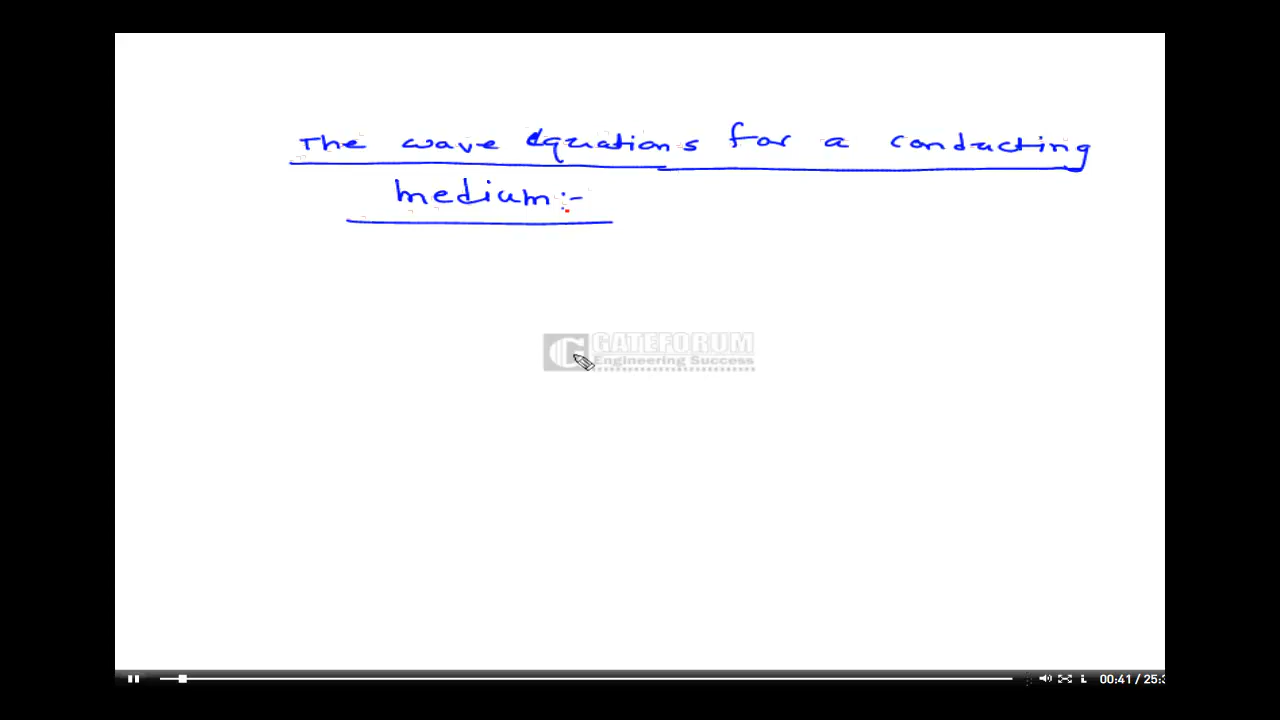 The wave Equations for a conducting
medium:-
GATEFORUM
Engineering Success
00:41 / 25:3